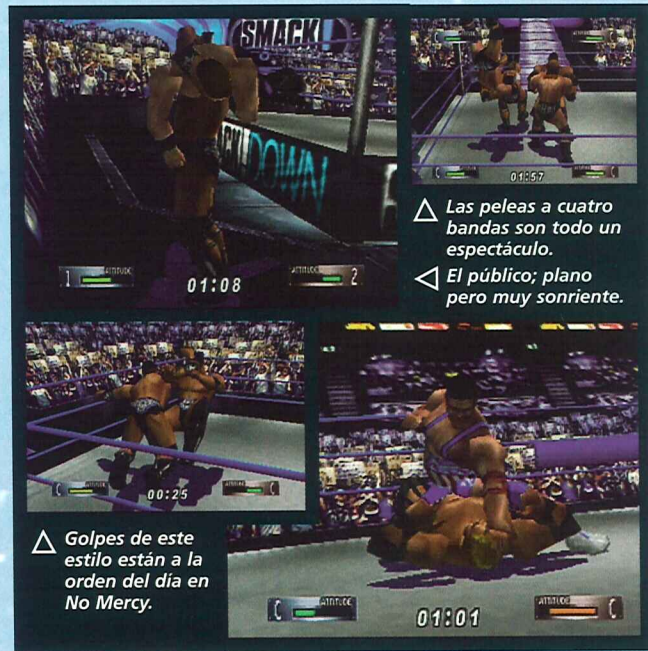 SMACK!
DOWN
1 ATTITUDE
01:08
ATTITUDE 2
01:57
Las peleas a cuatro
bandas son todo un
espectáculo.
El público; plano
pero muy sonriente.
C ATTITUDE
00:25
ATTITUDE C
Golpes de este
estilo están a la
orden del día en
No Mercy.
C ATTITUDE
01:01
ATTITUDE C